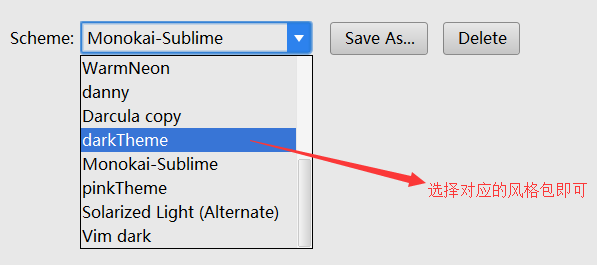 Scheme: Monokai-Sublime Save As... Delete
WarmNeon
danny
Darcula copy
darkTheme
Monokai-Sublime
pinkTheme
选择对应的风格包即可
Solarized Light (Alternate)
Vim dark